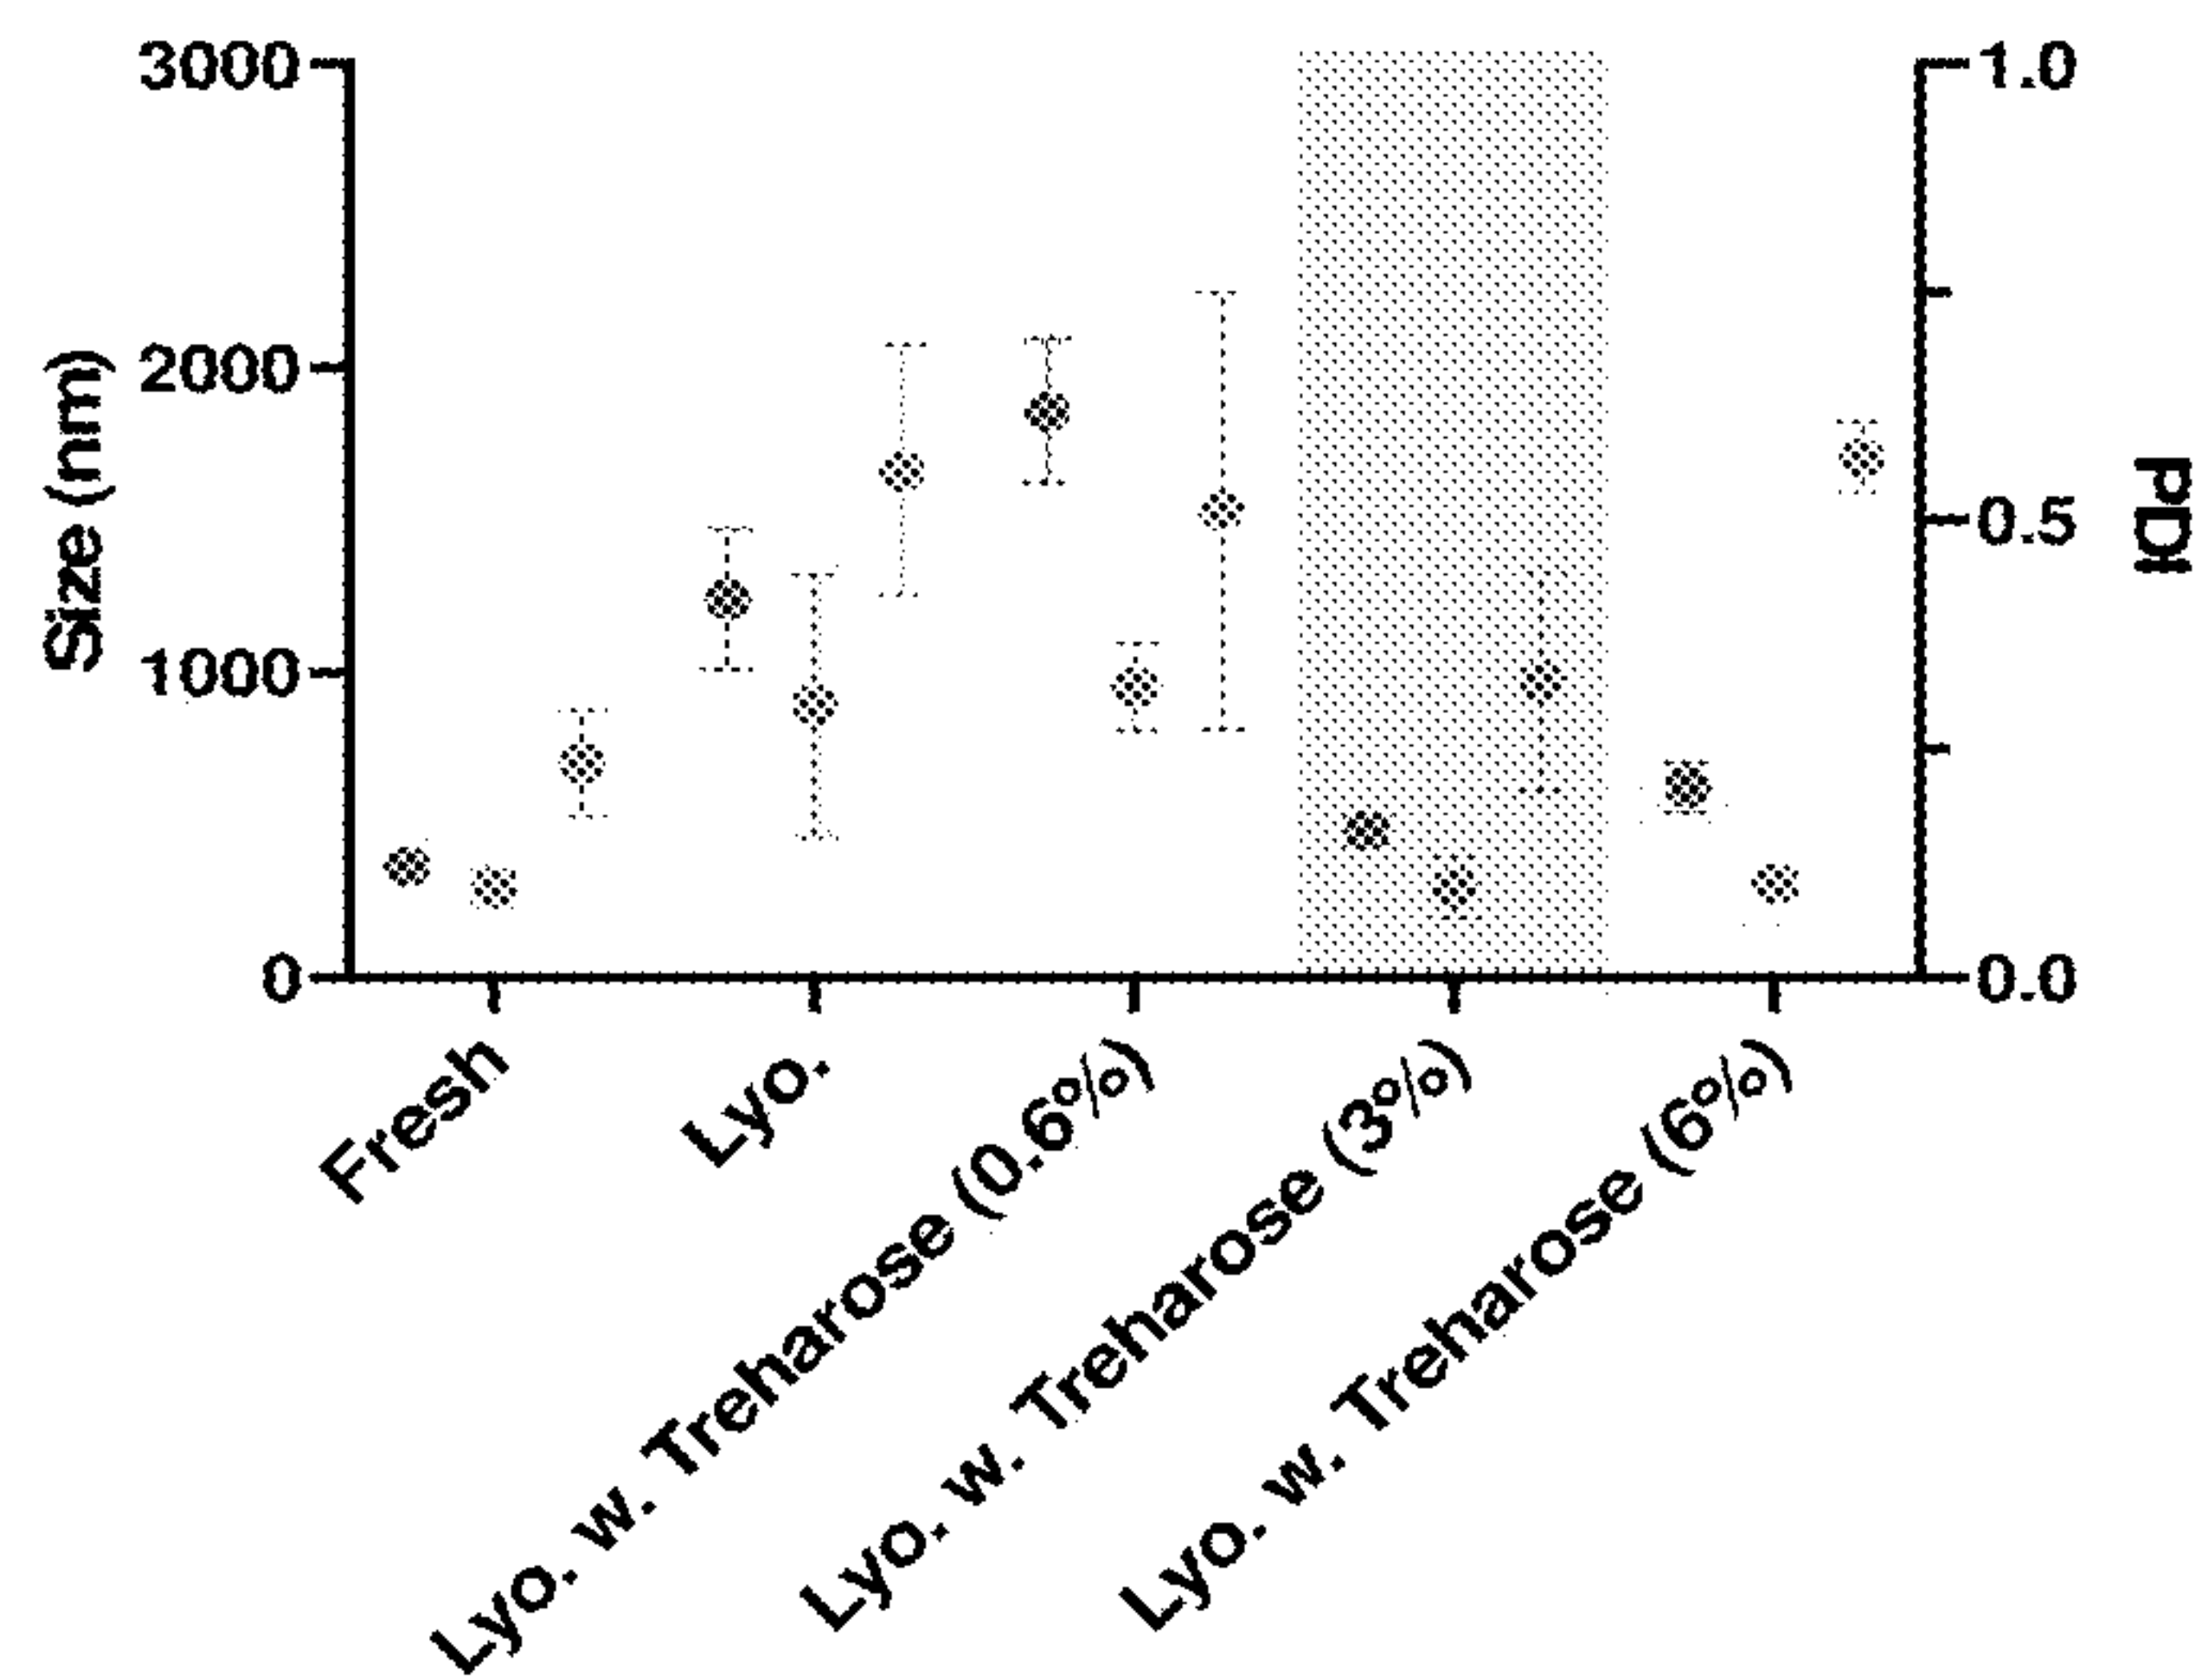 3000
2000
1000
0
Size (nm)
1.0
0.5
0.0
PDI
Fresh
Lyo.
Lyo. w. Treharose (0.6%)
Lyo. w. Treharose (3%)
Lyo. w. Treharose (6%)